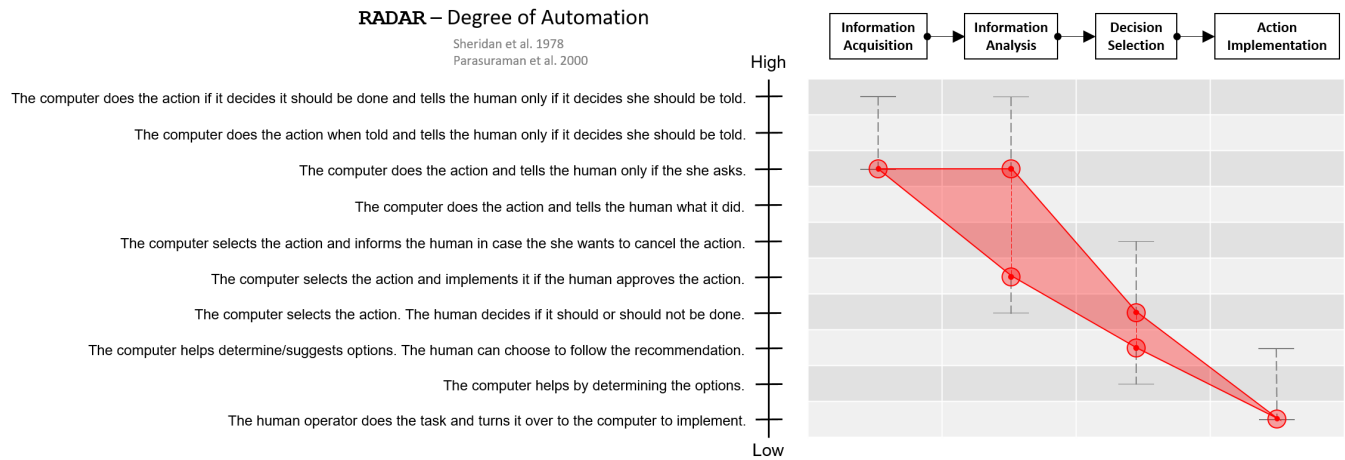 RADAR – Degree of Automation
Sheridan et al. 1978
Parasuraman et al. 2000
High
Information
Acquisition
Information
Analysis
Decision
Selection
Action
Implementation
The computer does the action if it decides it should be done and tells the human only if it decides she should be told.
The computer does the action when told and tells the human only if it decides she should be told.
The computer does the action and tells the human only if the she asks.
The computer does the action and tells the human what it did.
The computer selects the action and informs the human in case the she wants to cancel the action.
The computer selects the action and implements it if the human approves the action.
The computer selects the action. The human decides if it should or should not be done.
The computer helps determine/suggests options. The human can choose to follow the recommendation.
The computer helps by determining the options.
The human operator does the task and turns it over to the computer to implement.
Low